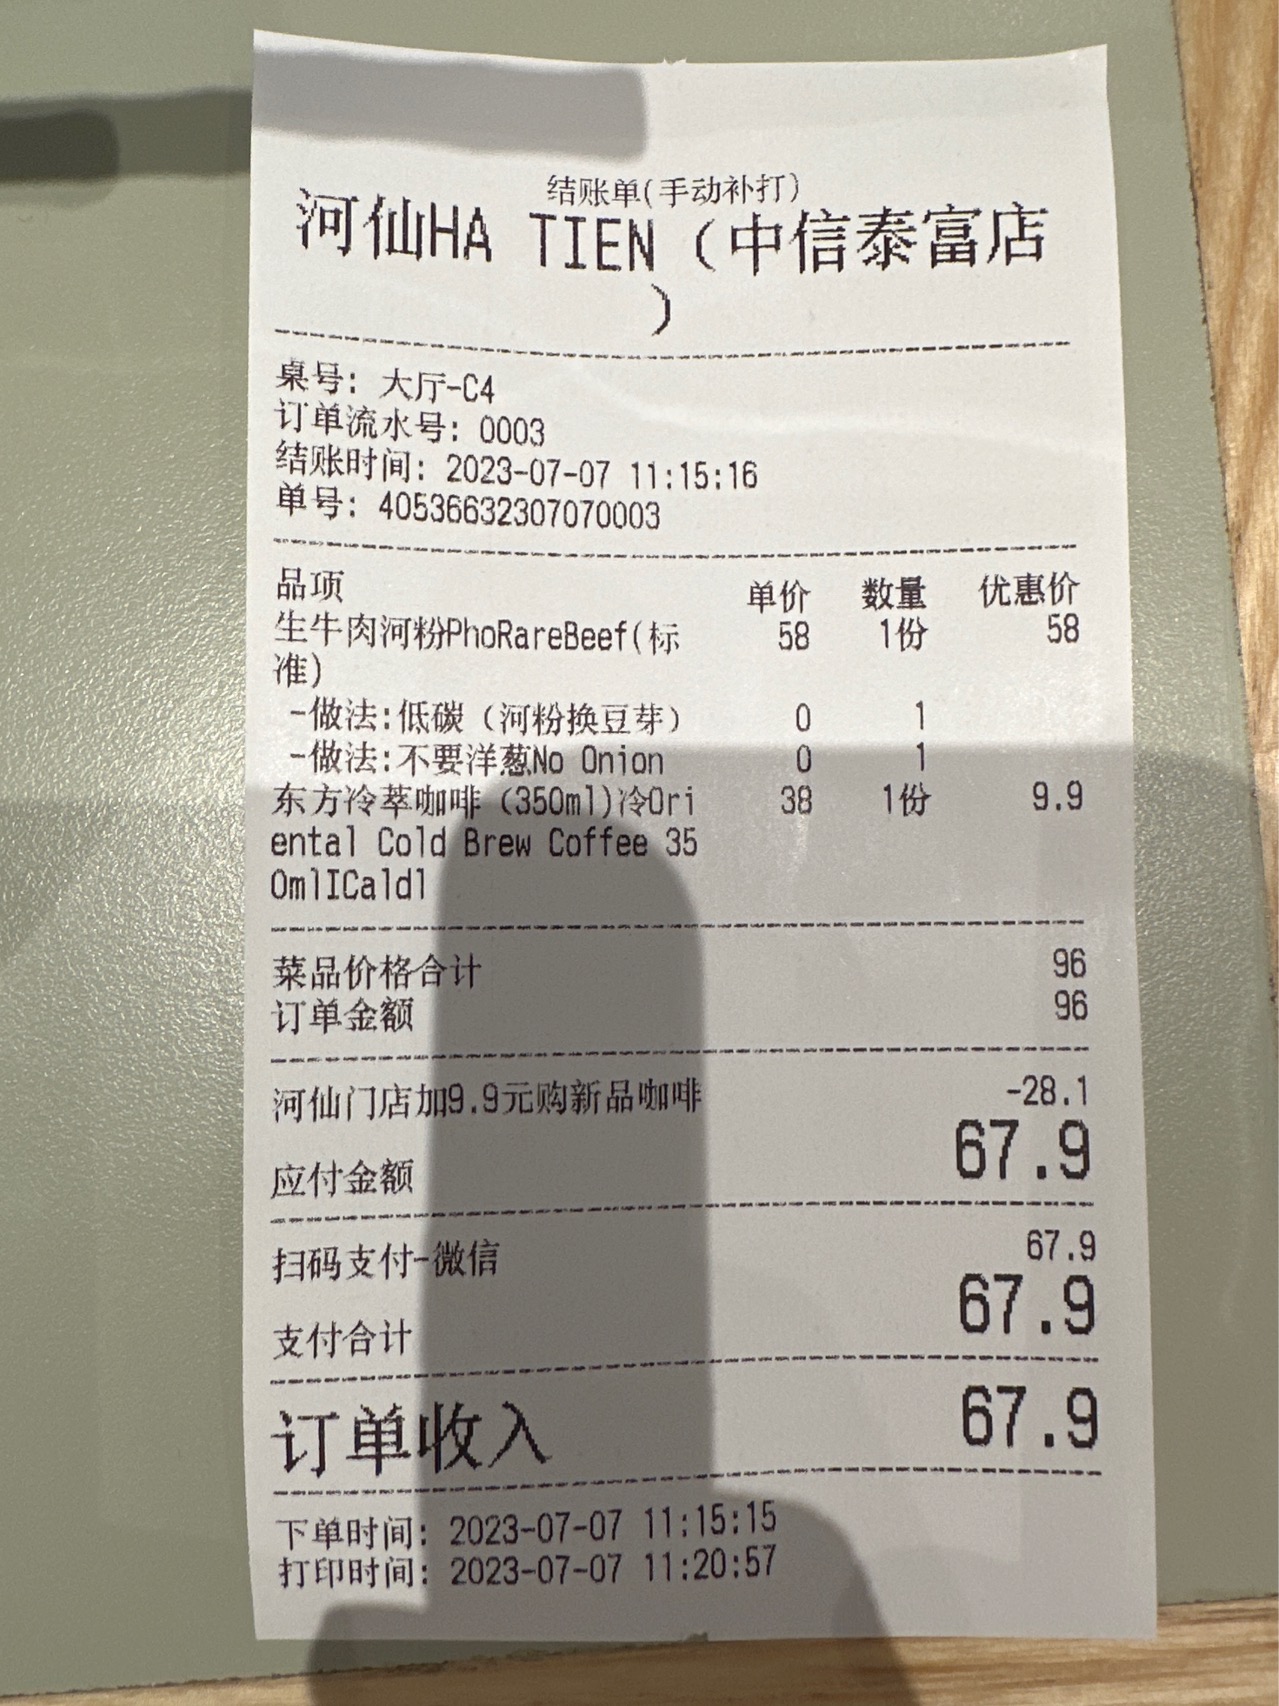 结账单(手动补打)
河仙HA TIEN（中信泰富店
）
桌号: 大厅-C4
订单流水号: 0003
结账时间: 2023-07-07 11:15:16
单号: 40536632307070003
品项 单价 数量 优惠价
生牛肉河粉PhoRareBeef(标 58 1份 58
准)
-做法:低碳（河粉换豆芽） 0 1
-做法:不要洋葱No Onion 0 1
东方冷萃咖啡（350ml)冷Ori 38 1份 9.9
ental Cold Brew Coffee 35
0mlICaldl
菜品价格合计 96
订单金额 96
河仙门店加9.9元购新品咖啡 -28.1
应付金额 67.9
扫码支付-微信 67.9
支付合计 67.9
订单收入 67.9
下单时间: 2023-07-07 11:15:15
打印时间: 2023-07-07 11:20:57